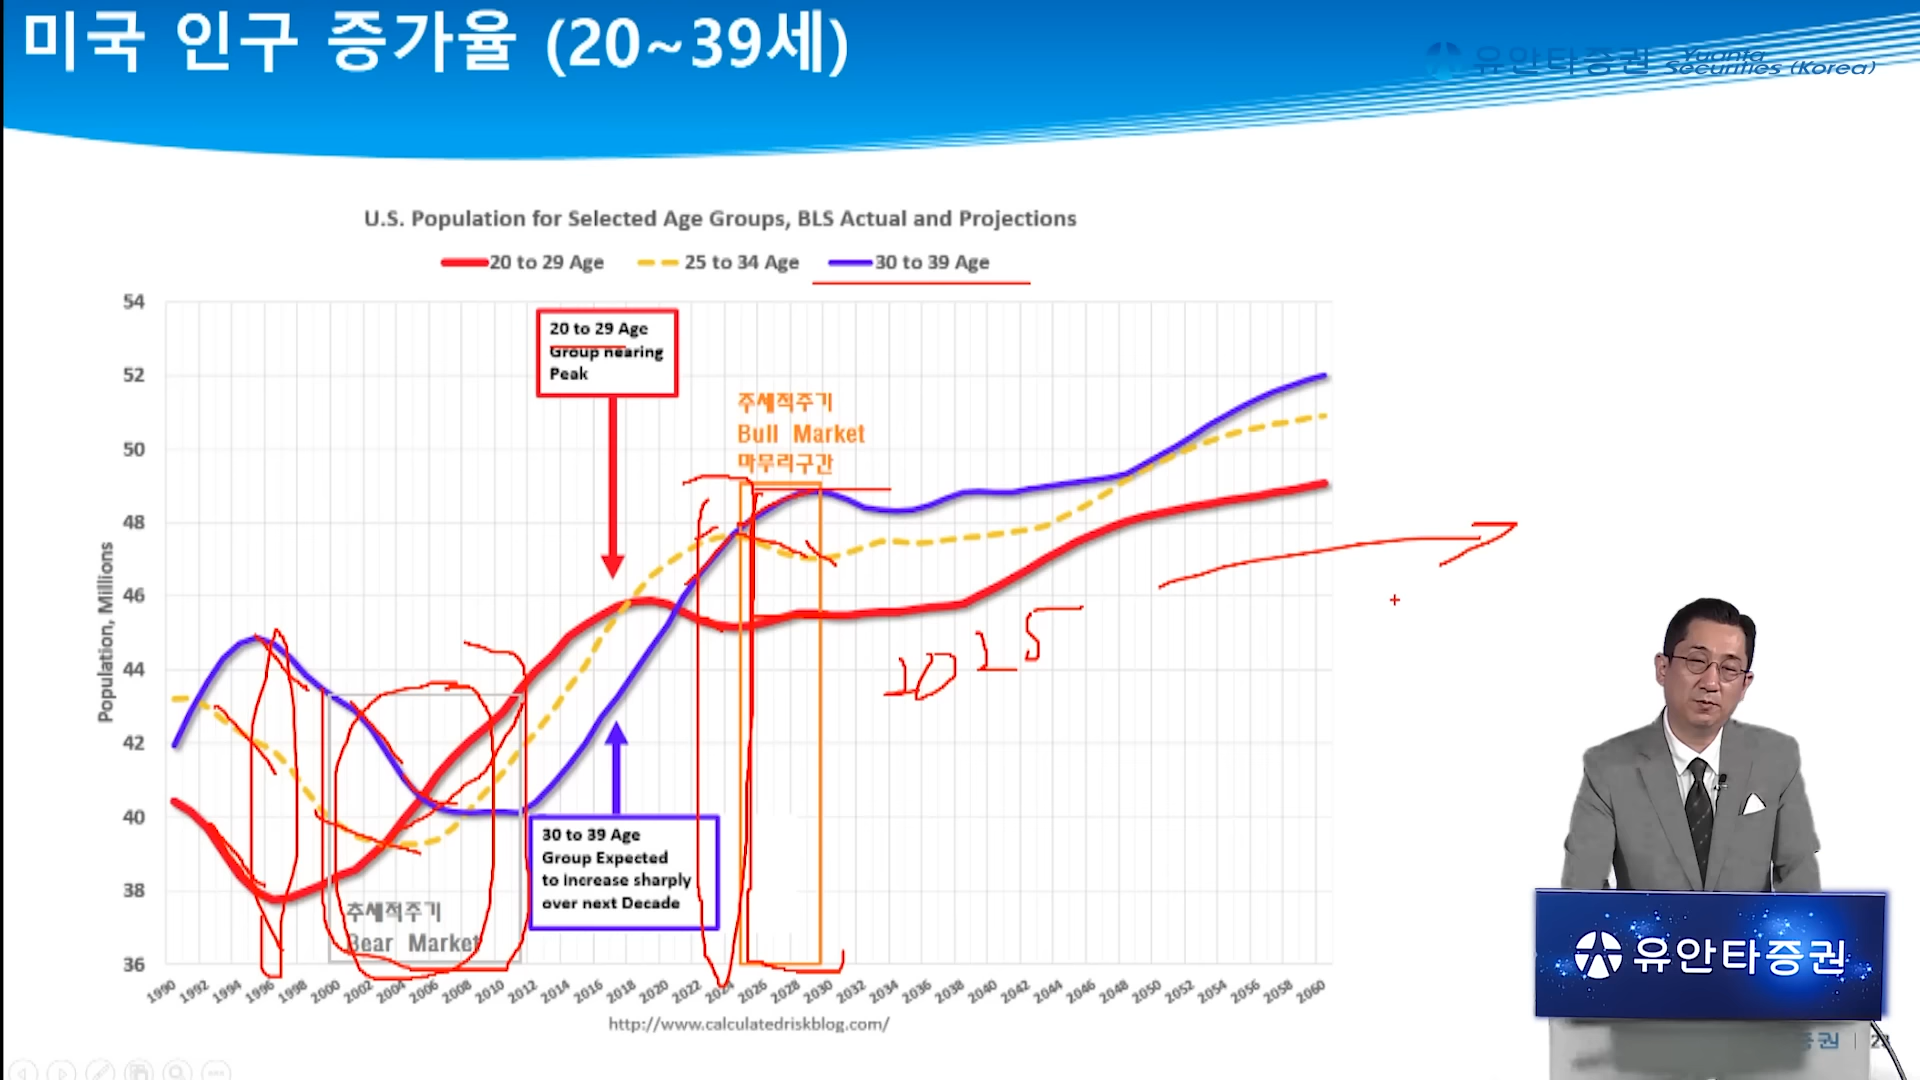 미국 인구 증가율 (20~39세)
유안타증권 Yuanta Securities (Korea)
U.S. Population for Selected Age Groups, BLS Actual and Projections
20 to 29 Age 25 to 34 Age 30 to 39 Age
54
52
50
48
46
44
42
40
38
36
Population, Millions
20 to 29 Age
Group nearing
Peak
추세적주기
Bull Market
마무리구간
30 to 39 Age
Group Expected
to increase sharply
over next Decade
추세적주기
Bear Market
1990 1992 1994 1996 1998 2000 2002 2004 2006 2008 2010 2012 2014 2016 2018 2020 2022 2024 2026 2028 2030 2032 2034 2036 2038 2040 2042 2044 2046 2048 2050 2052 2054 2056 2058 2060
http://www.calculatedriskblog.com/
유안타증권
증권